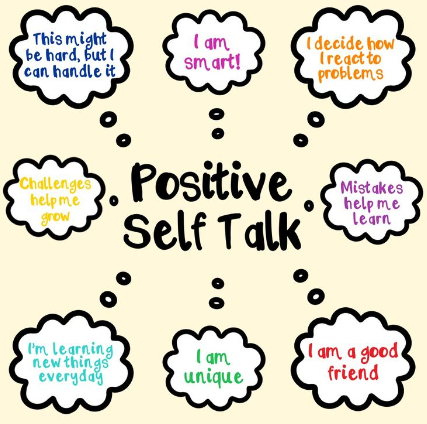 This might
be hard, but I
can handle it
I am
smart!
I decide how
I react to
problems
Challenges
help me
grow
Positive
Self Talk
Mistakes
help me
learn
I'm learning
new things
everyday
I am
unique
I am a good
friend